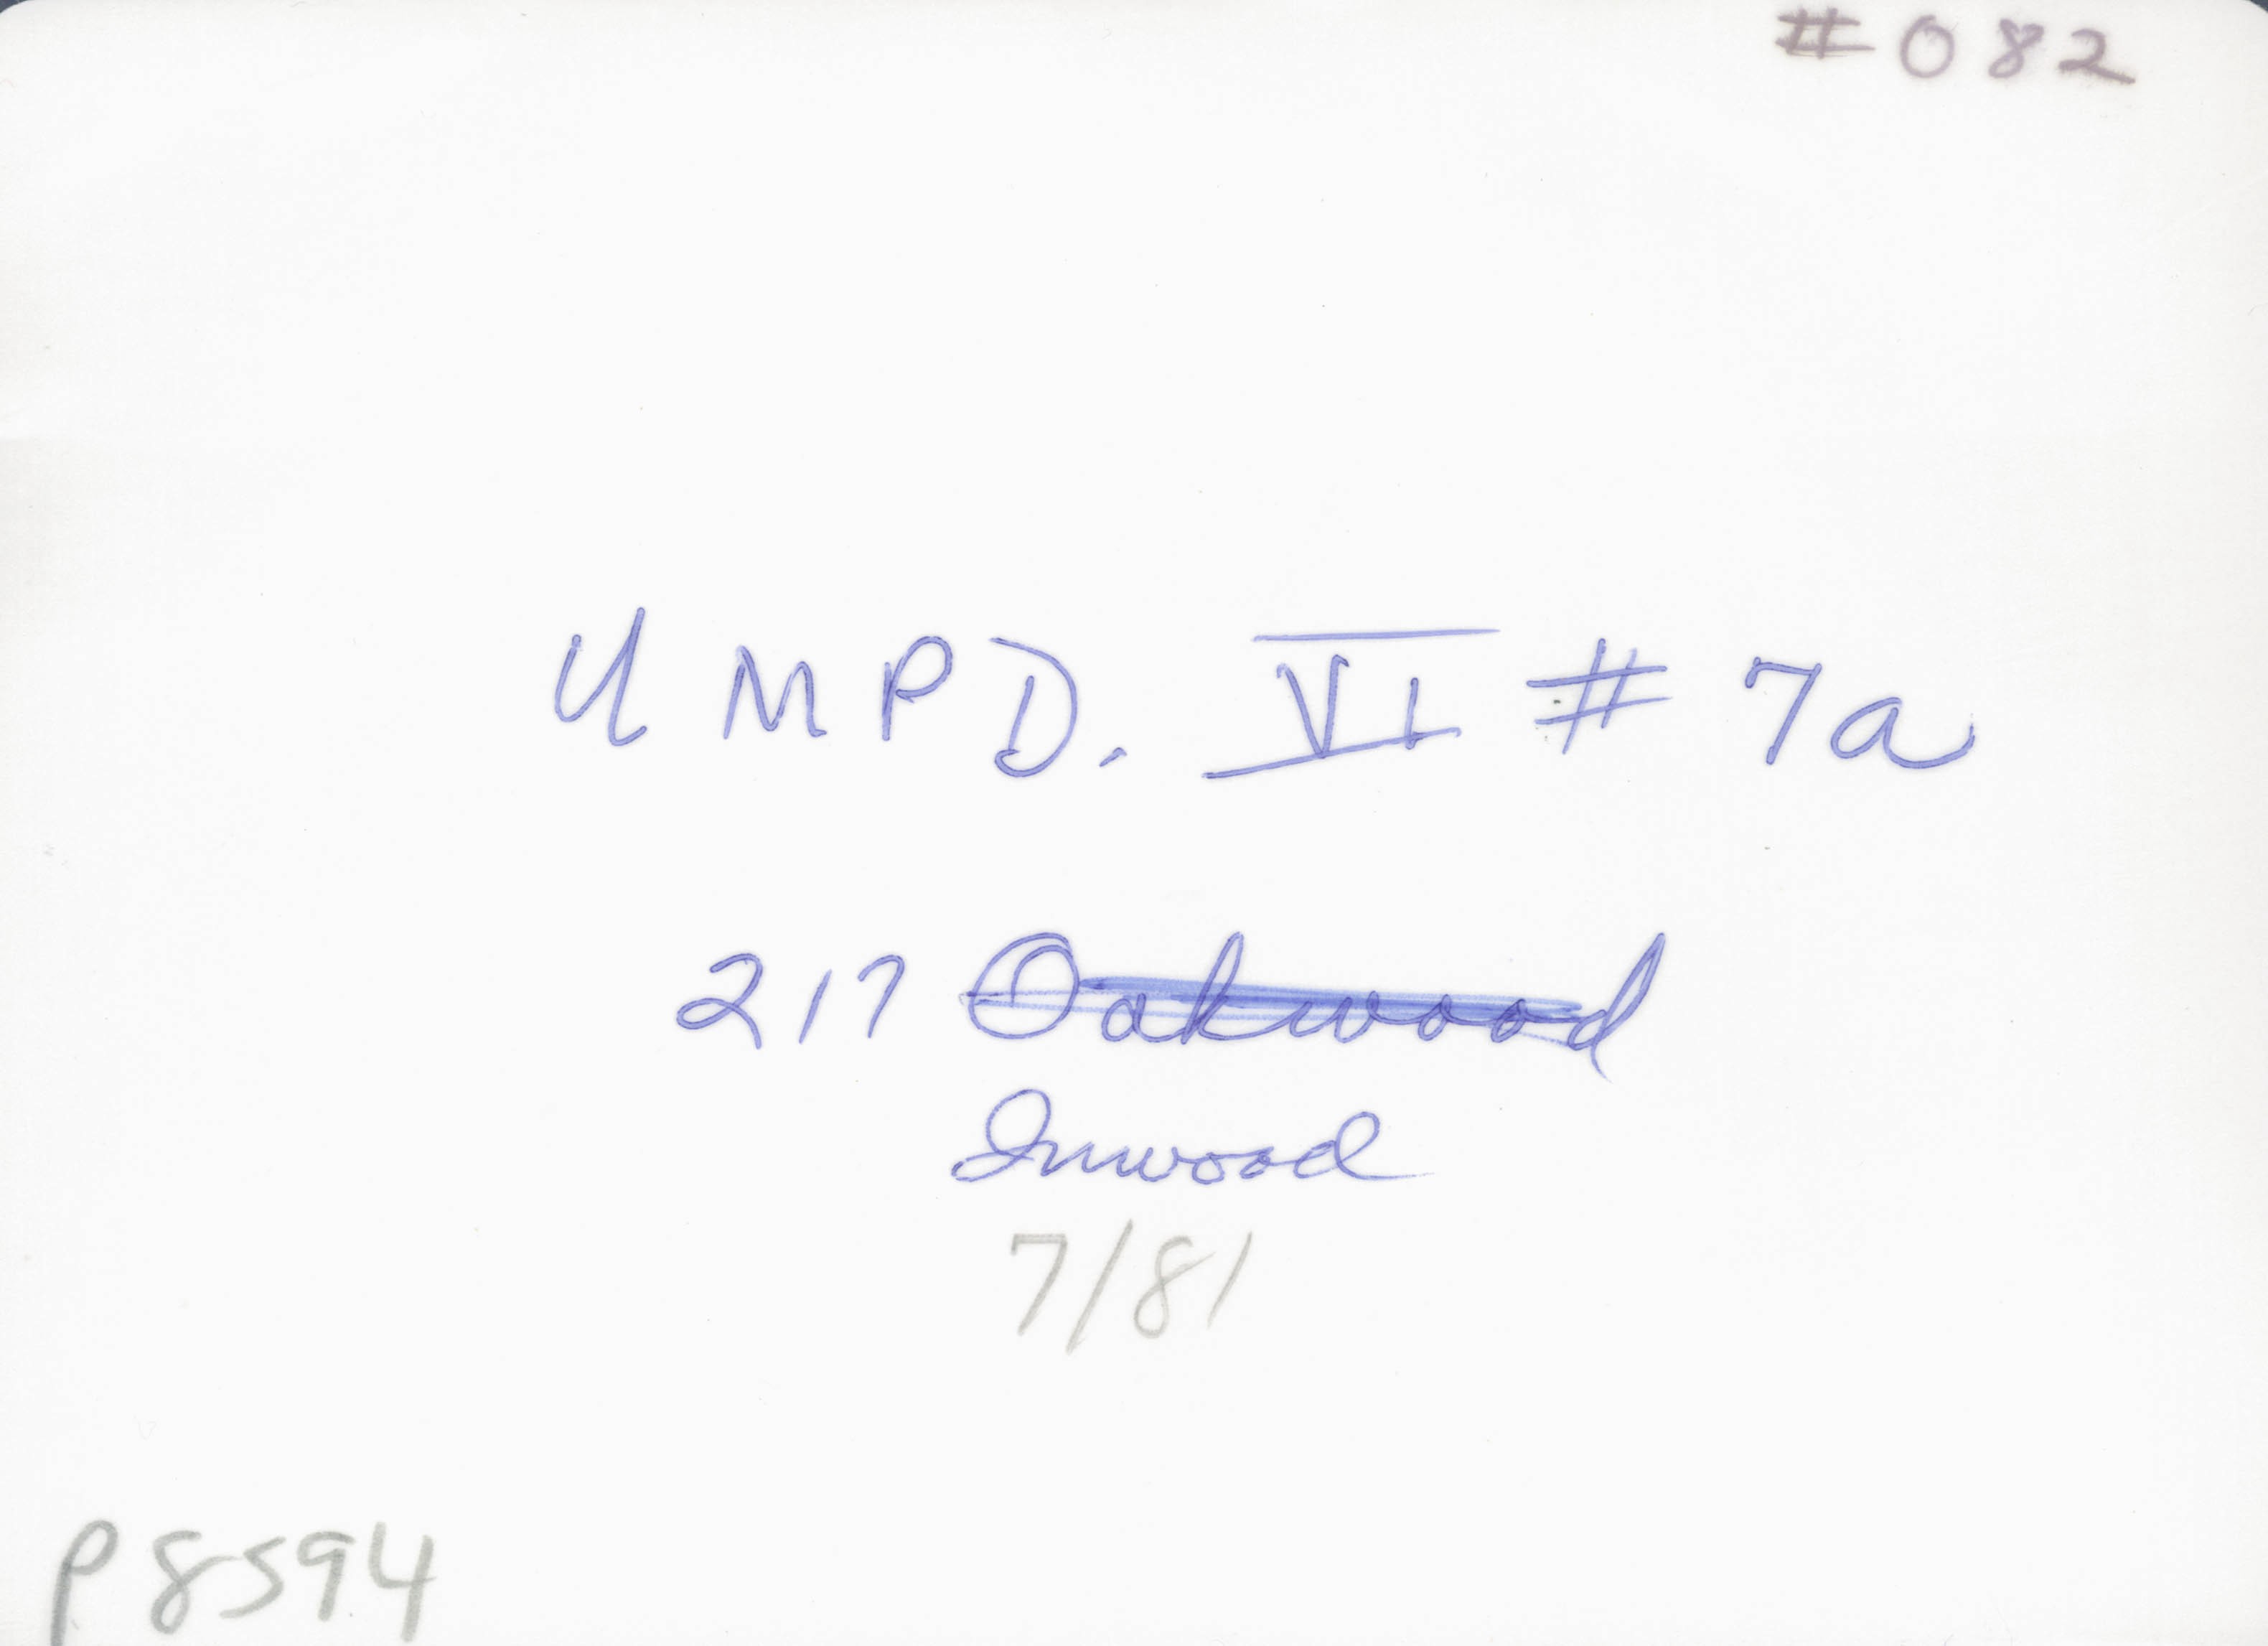 #082
UMPD. VI # 7a
217 Oakwood
Inwood
7/81
P8594